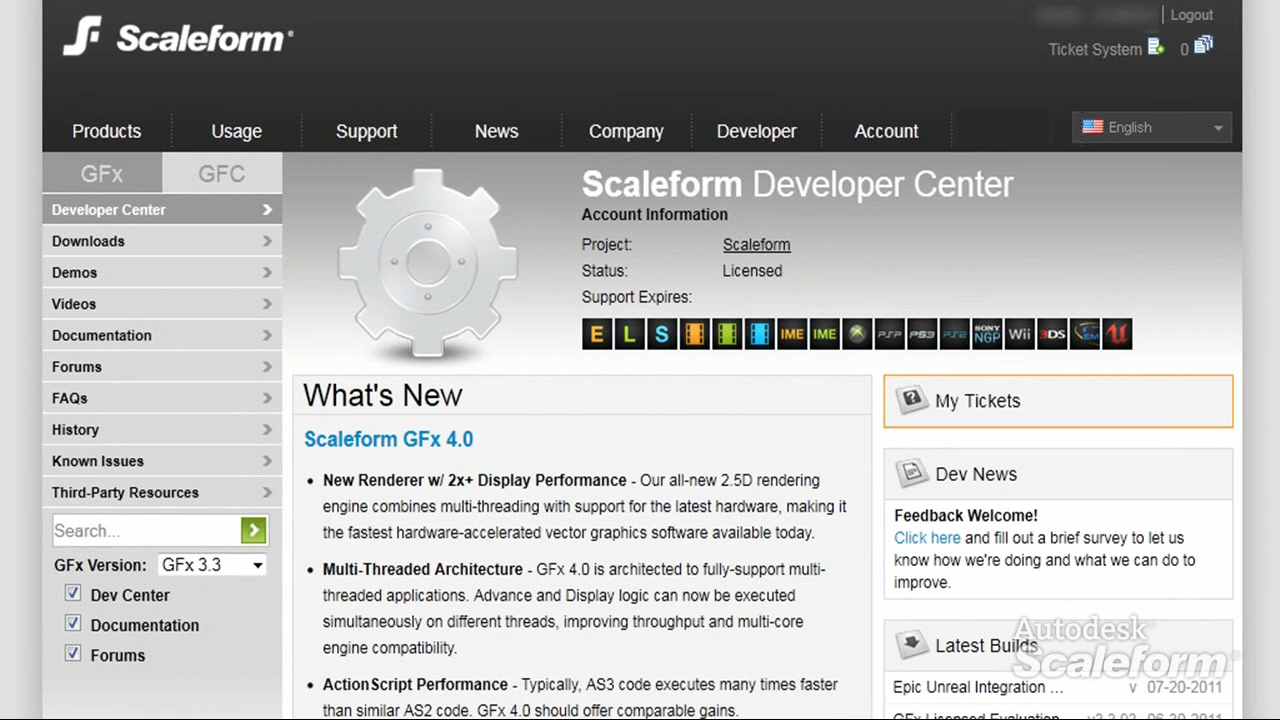 Scaleform
Logout
Ticket System 0
Products Usage Support News Company Developer Account English
GFx GFC
Developer Center
Downloads
Demos
Videos
Documentation
Forums
FAQs
History
Known Issues
Third-Party Resources
Search...
GFx Version: GFx 3.3
Dev Center
Documentation
Forums
Scaleform Developer Center
Account Information
Project: Scaleform
Status: Licensed
Support Expires:
E L S IME IME PSP PS3 PS2 SONY NGP Wii 3DS
What's New
Scaleform GFx 4.0
• New Renderer w/ 2x+ Display Performance - Our all-new 2.5D rendering
engine combines multi-threading with support for the latest hardware, making it
the fastest hardware-accelerated vector graphics software available today.
• Multi-Threaded Architecture - GFx 4.0 is architected to fully-support multi-
threaded applications. Advance and Display logic can now be executed
simultaneously on different threads, improving throughput and multi-core
engine compatibility.
• ActionScript Performance - Typically, AS3 code executes many times faster
than similar AS2 code. GFx 4.0 should offer comparable gains.
My Tickets
Dev News
Feedback Welcome!
Click here and fill out a brief survey to let us
know how we're doing and what we can do to
improve.
Latest Builds
Epic Unreal Integration ... v 07-20-2011
GFx Licensed Evaluation
Autodesk
Scaleform